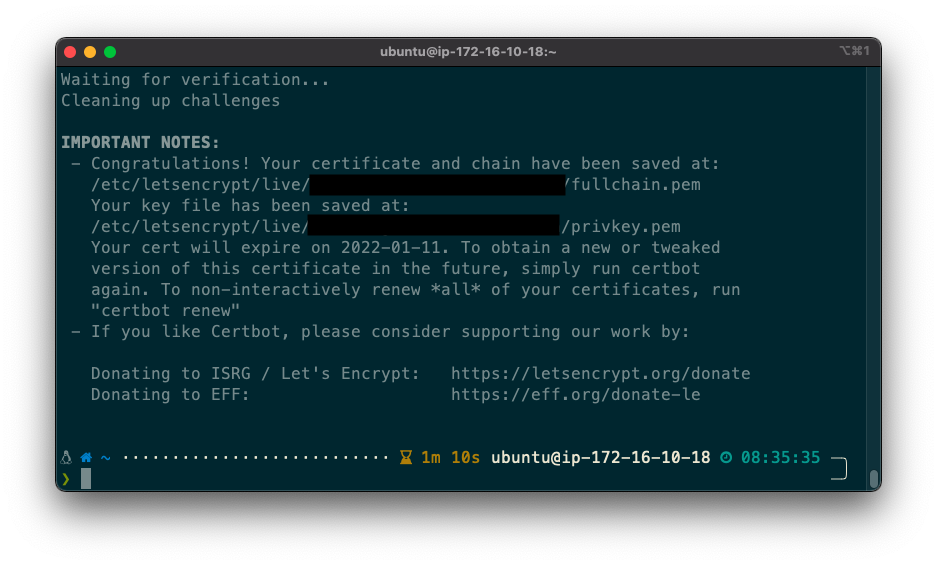 ubuntu@ip-172-16-10-18:~
⌥⌘1
Waiting for verification...
Cleaning up challenges
IMPORTANT NOTES:
- Congratulations! Your certificate and chain have been saved at:
/etc/letsencrypt/live/ /fullchain.pem
Your key file has been saved at:
/etc/letsencrypt/live/ /privkey.pem
Your cert will expire on 2022-01-11. To obtain a new or tweaked
version of this certificate in the future, simply run certbot
again. To non-interactively renew *all* of your certificates, run
"certbot renew"
- If you like Certbot, please consider supporting our work by:
Donating to ISRG / Let's Encrypt: https://letsencrypt.org/donate
Donating to EFF: https://eff.org/donate-le
~ ··························· 1m 10s ubuntu@ip-172-16-10-18 08:35:35
❯